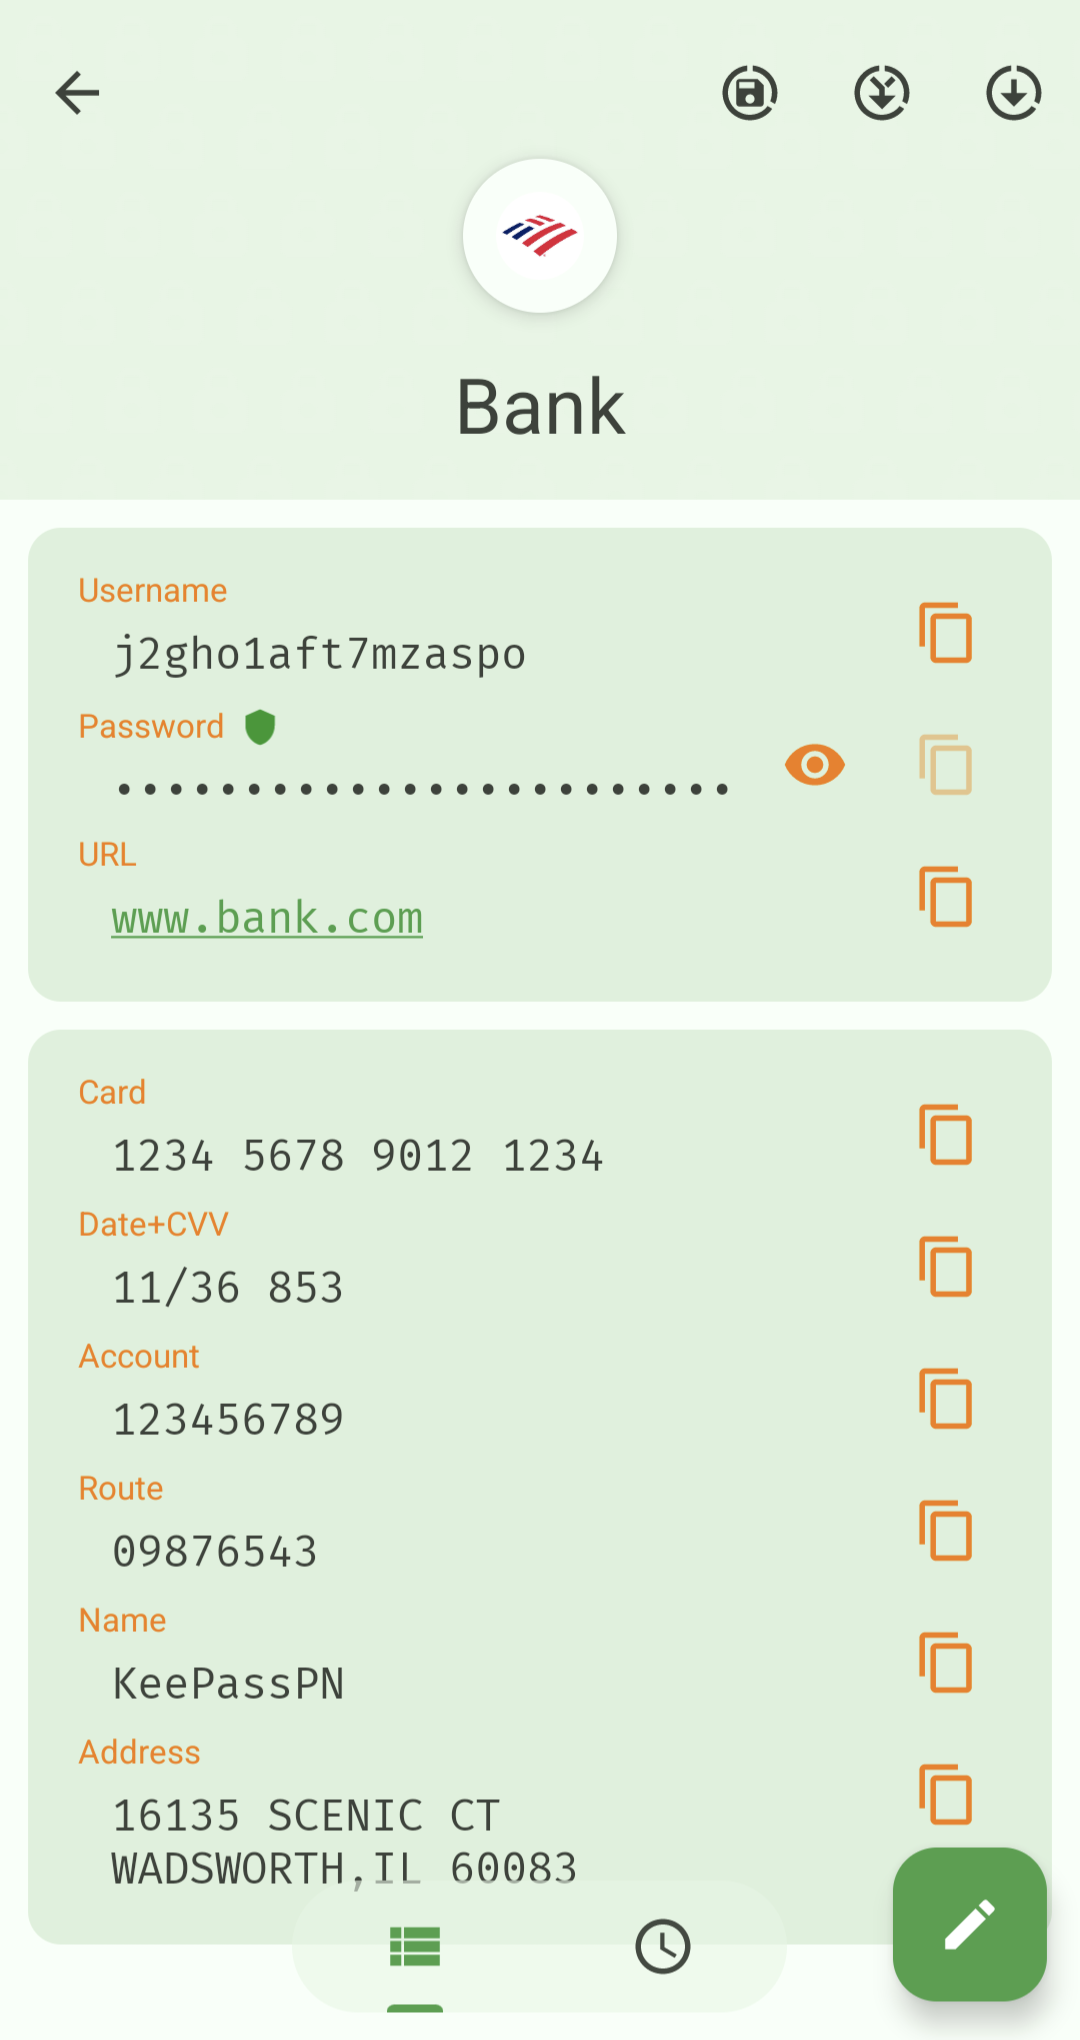 Bank
Username
j2gho1aft7mzaspo
Password
••••••••••••••••••••••••
URL
www.bank.com
Card
1234 5678 9012 1234
Date+CVV
11/36 853
Account
123456789
Route
09876543
Name
KeePassPN
Address
16135 SCENIC CT
WADSWORTH,IL 60083